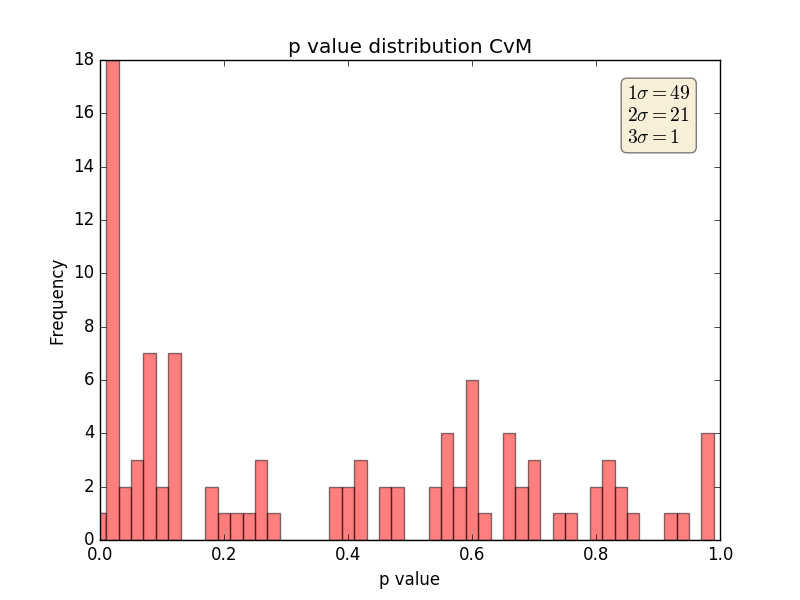 p value distribution CvM
1σ = 49
2σ = 21
3σ = 1
18
16
14
12
10
8
6
4
2
0
Frequency
0.0 0.2 0.4 0.6 0.8 1.0
p value